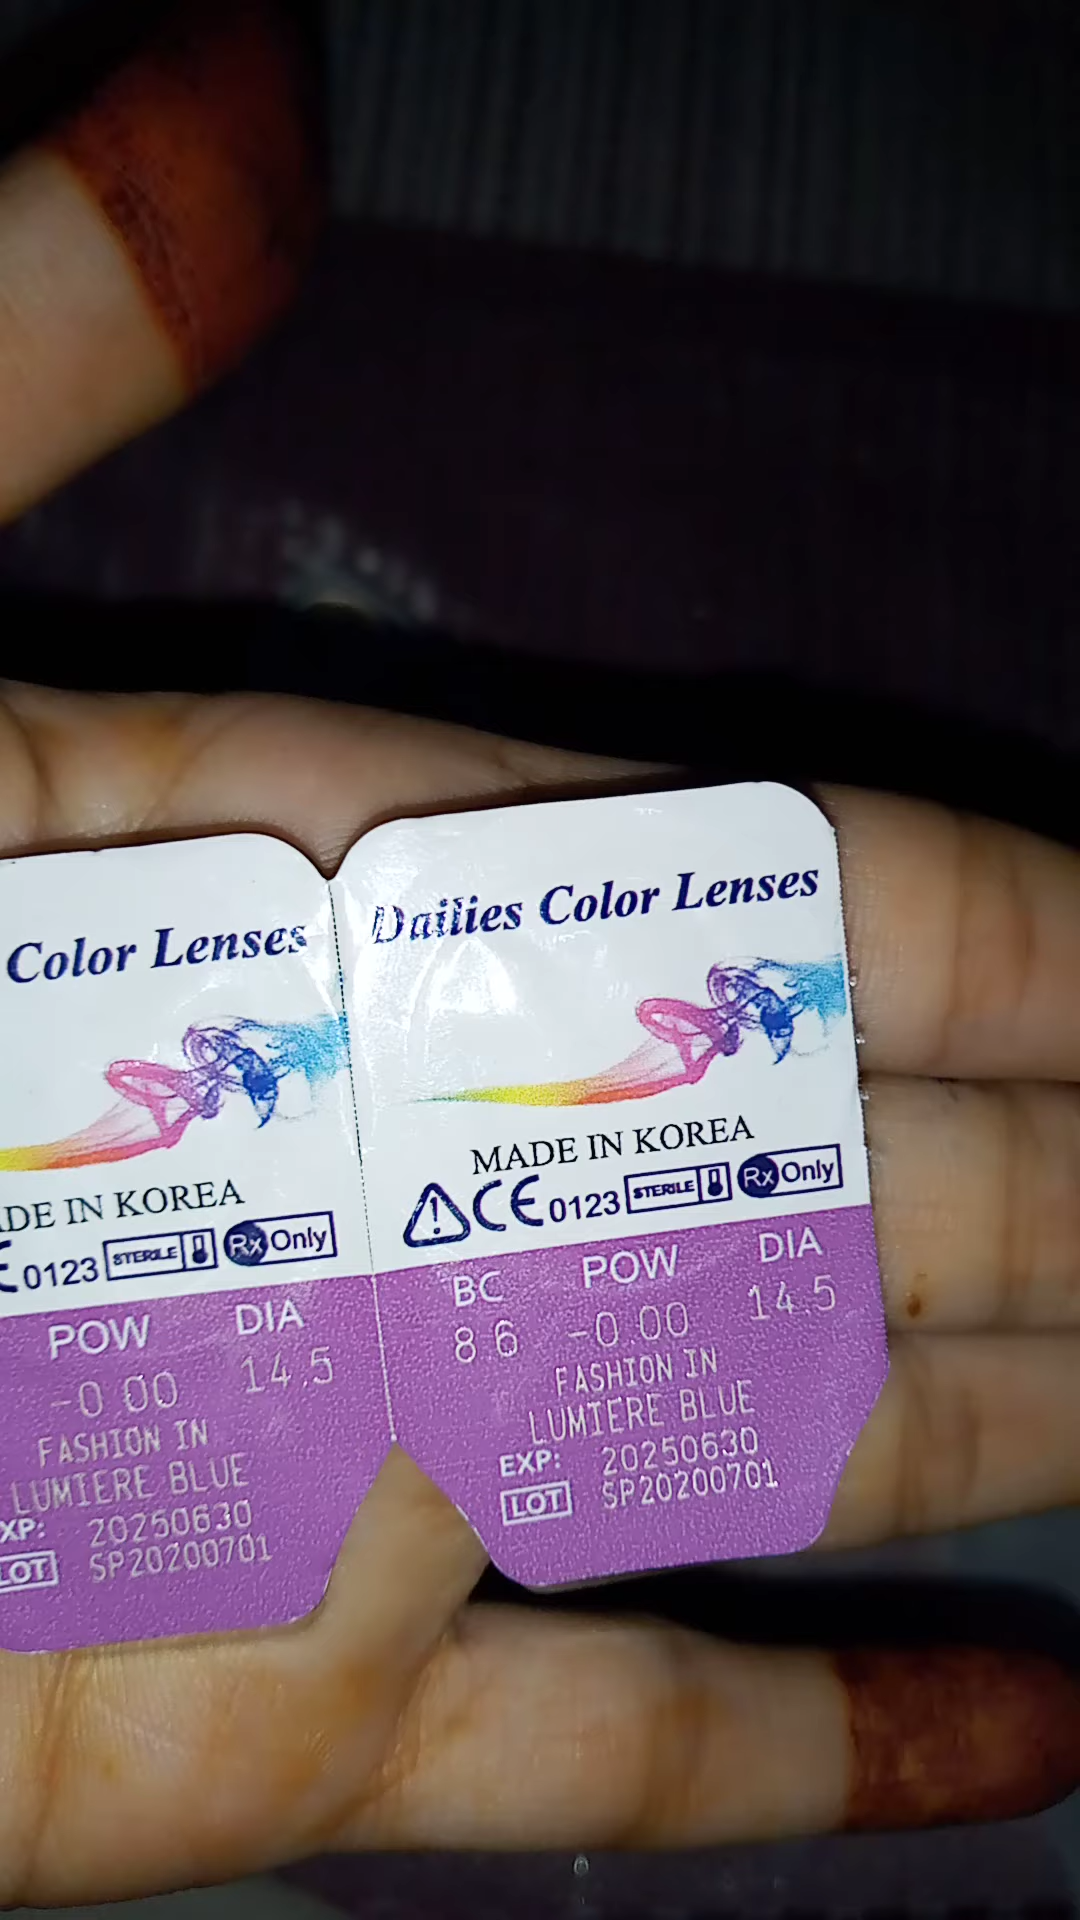 Color Lenses
DE IN KOREA
0123 STERILE Rx Only
POW DIA
-0.00 14.5
FASHION IN
LUMIERE BLUE
XP: 20250630
LOT SP20200701
Dailies Color Lenses
MADE IN KOREA
CE 0123 STERILE Rx Only
BC POW DIA
8.6 -0.00 14.5
FASHION IN
LUMIERE BLUE
EXP: 20250630
LOT SP20200701